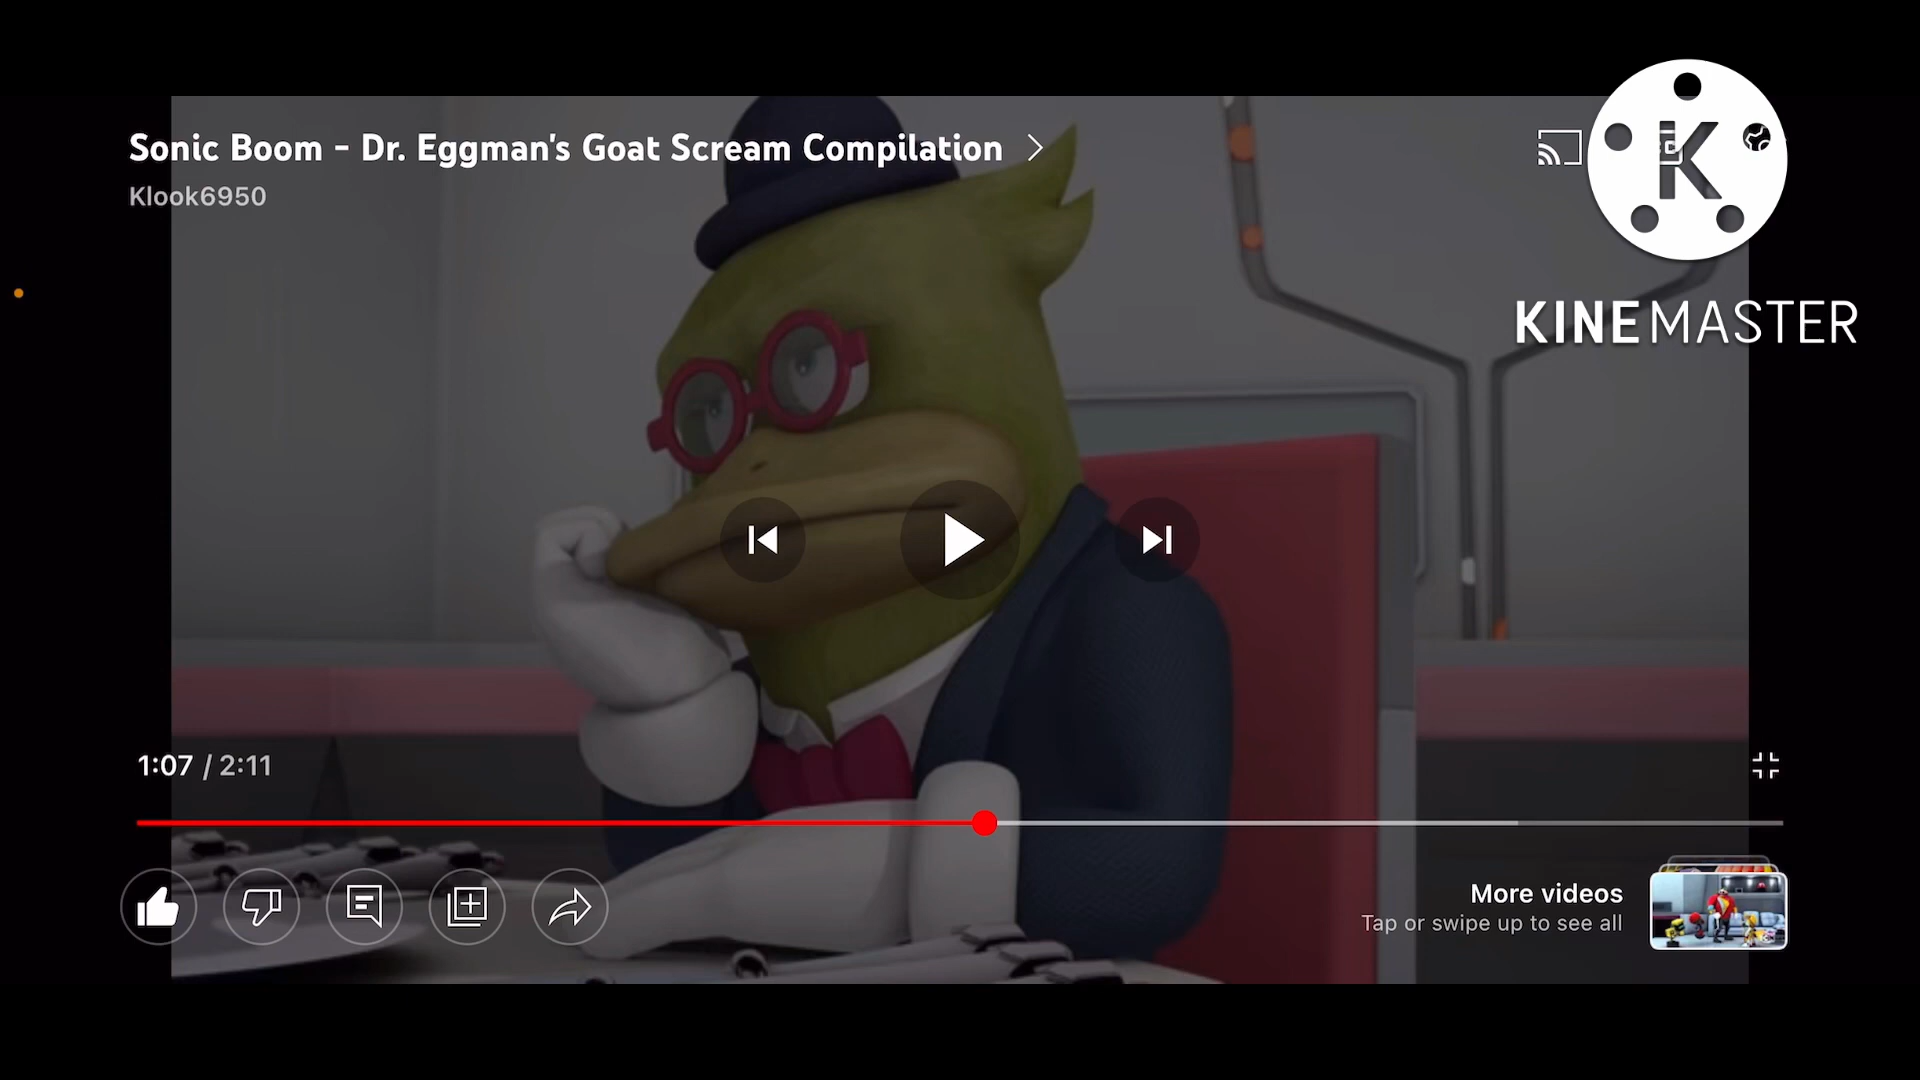 Sonic Boom - Dr. Eggman's Goat Scream Compilation
Klook6950
K
KINEMASTER
1:07 / 2:11
More videos
Tap or swipe up to see all